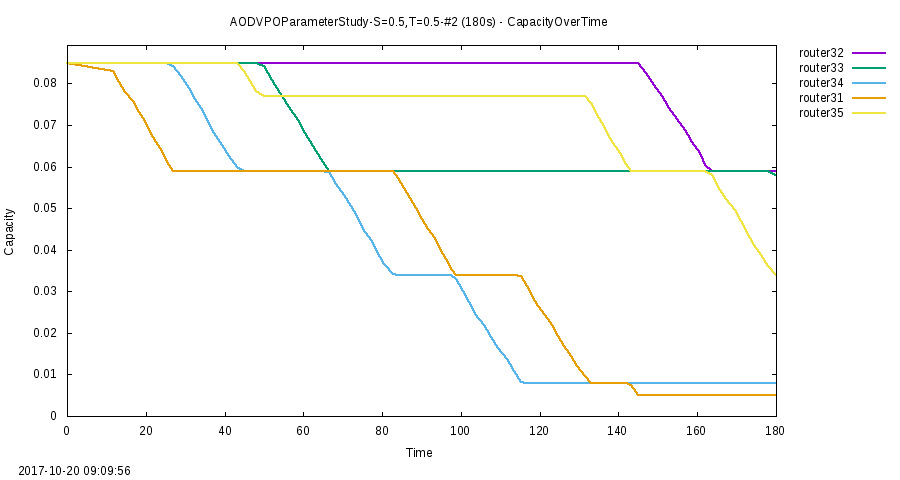 AODVPOParameterStudy-S=0.5,T=0.5-#2 (180s) - CapacityOverTime
router32
router33
router34
router31
router35
0.08
0.07
0.06
0.05
0.04
0.03
0.02
0.01
0
Capacity
0 20 40 60 80 100 120 140 160 180
Time
2017-10-20 09:09:56